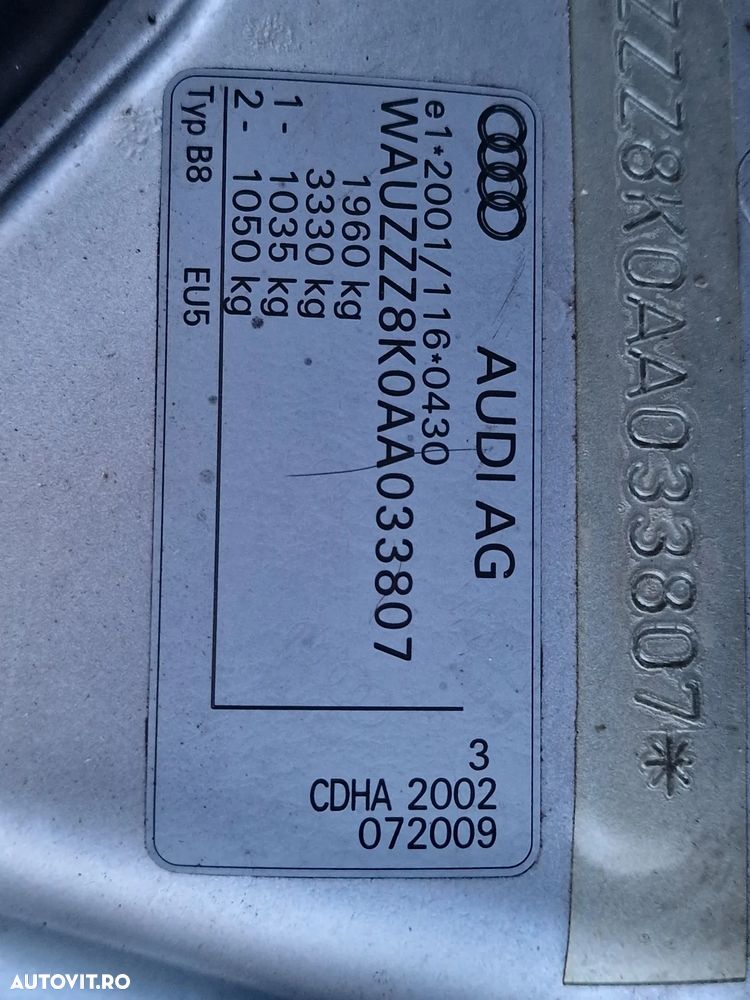 AUDI AG
e1*2001/116*0430
WAUZZZ8K0AA033807
1960 kg
3330 kg
1- 1035 kg
2- 1050 kg
Typ B8 EU5
3
CDHA 2002
072009
ZZZ8K0AA033807*
AUTOVIT.RO